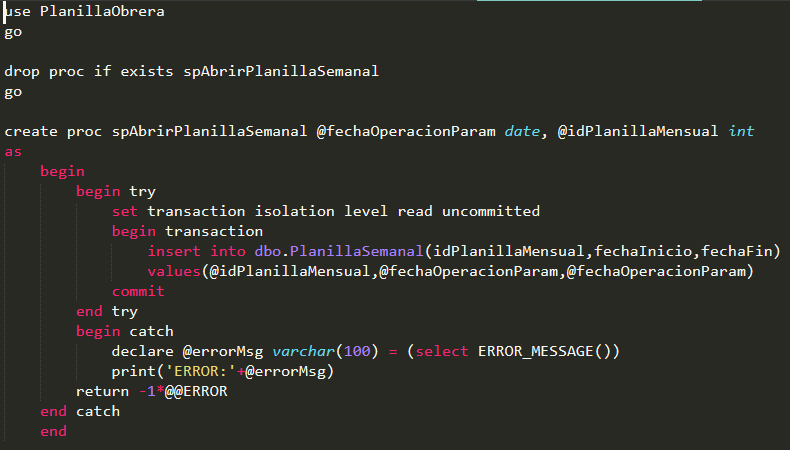 use PlanillaObrera
go
drop proc if exists spAbrirPlanillaSemanal
go
create proc spAbrirPlanillaSemanal @fechaOperacionParam date, @idPlanillaMensual int
as
begin
begin try
set transaction isolation level read uncommitted
begin transaction
insert into dbo.PlanillaSemanal(idPlanillaMensual,fechaInicio,fechaFin)
values(@idPlanillaMensual,@fechaOperacionParam,@fechaOperacionParam)
commit
end try
begin catch
declare @errorMsg varchar(100) = (select ERROR_MESSAGE())
print('ERROR:'+@errorMsg)
return -1*@@ERROR
end catch
end